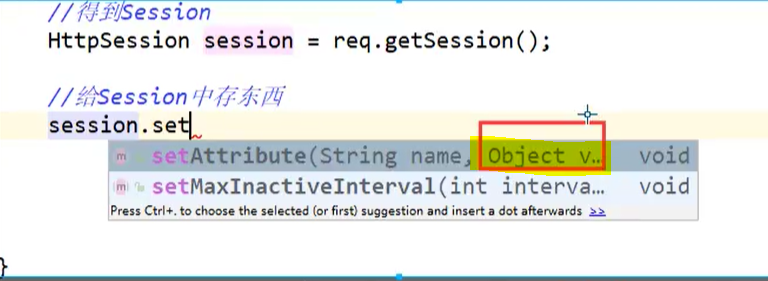 //得到Session
HttpSession session = req.getSession();
//给Session中存东西
session.set
m setAttribute(String name, Object v… void
m setMaxInactiveInterval(int interva… void
Press Ctrl+. to choose the selected (or first) suggestion and insert a dot afterwards >>
}